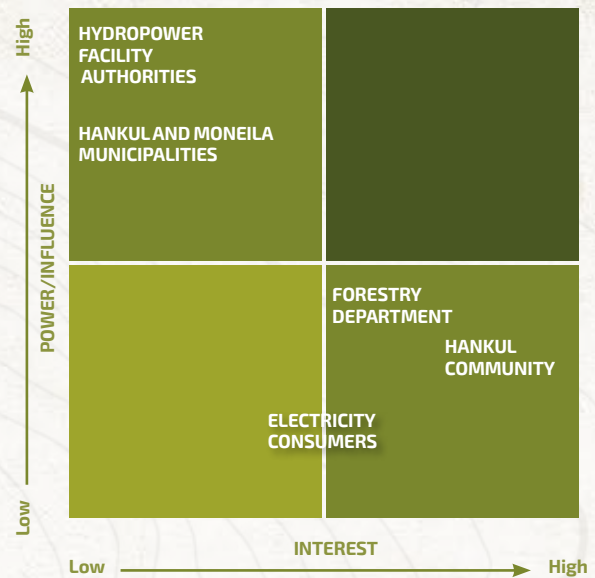 High
POWER/INFLUENCE
Low
HYDROPOWER
FACILITY
AUTHORITIES
HANKUL AND MONEILA
MUNICIPALITIES
FORESTRY
DEPARTMENT
HANKUL
COMMUNITY
ELECTRICITY
CONSUMERS
INTEREST
Low
High